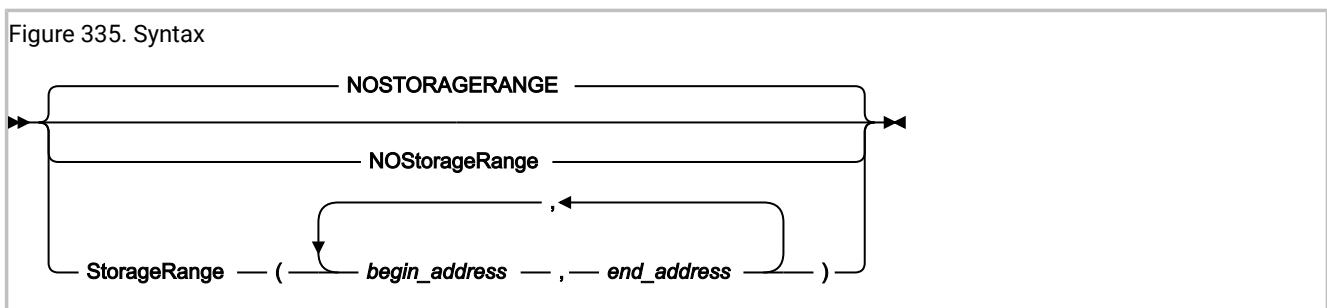 Figure 335. Syntax
NOSTORAGERANGE
NOStorageRange
,
StorageRange ( begin_address , end_address )